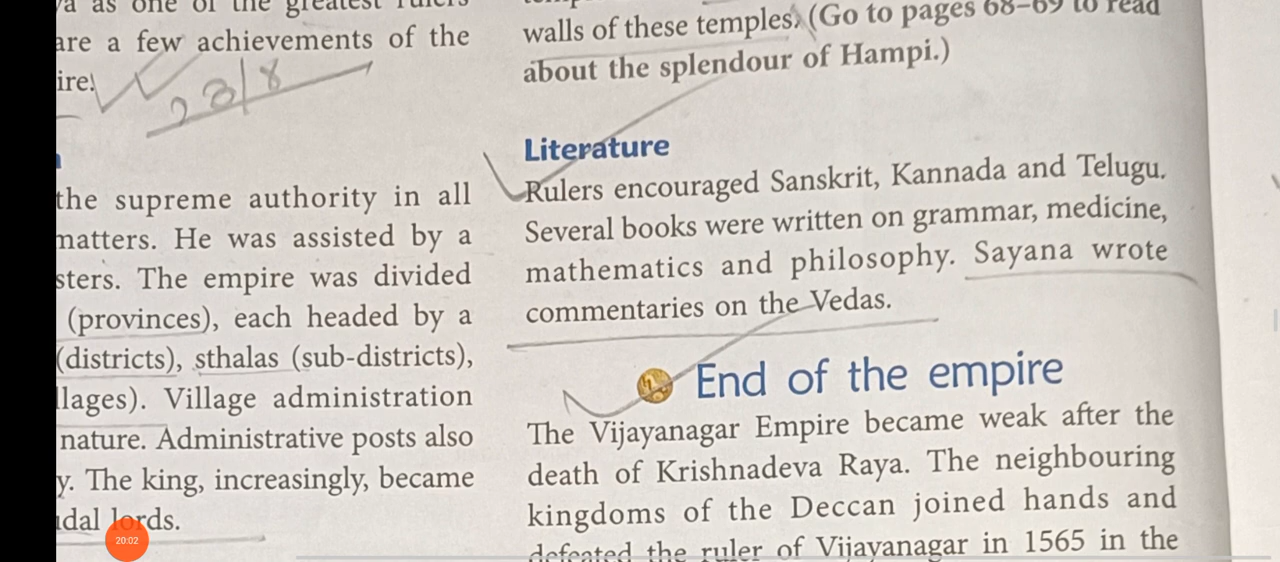 as one of the greatest rulers
are a few achievements of the
ire.
23/8
the supreme authority in all
matters. He was assisted by a
sters. The empire was divided
(provinces), each headed by a
(districts), sthalas (sub-districts),
llages). Village administration
nature. Administrative posts also
y. The king, increasingly, became
dal lords.
20:02
walls of these temples. (Go to pages 68–69 to read
about the splendour of Hampi.)
Literature
Rulers encouraged Sanskrit, Kannada and Telugu.
Several books were written on grammar, medicine,
mathematics and philosophy. Sayana wrote
commentaries on the Vedas.
End of the empire
The Vijayanagar Empire became weak after the
death of Krishnadeva Raya. The neighbouring
kingdoms of the Deccan joined hands and
defeated the ruler of Vijayanagar in 1565 in the